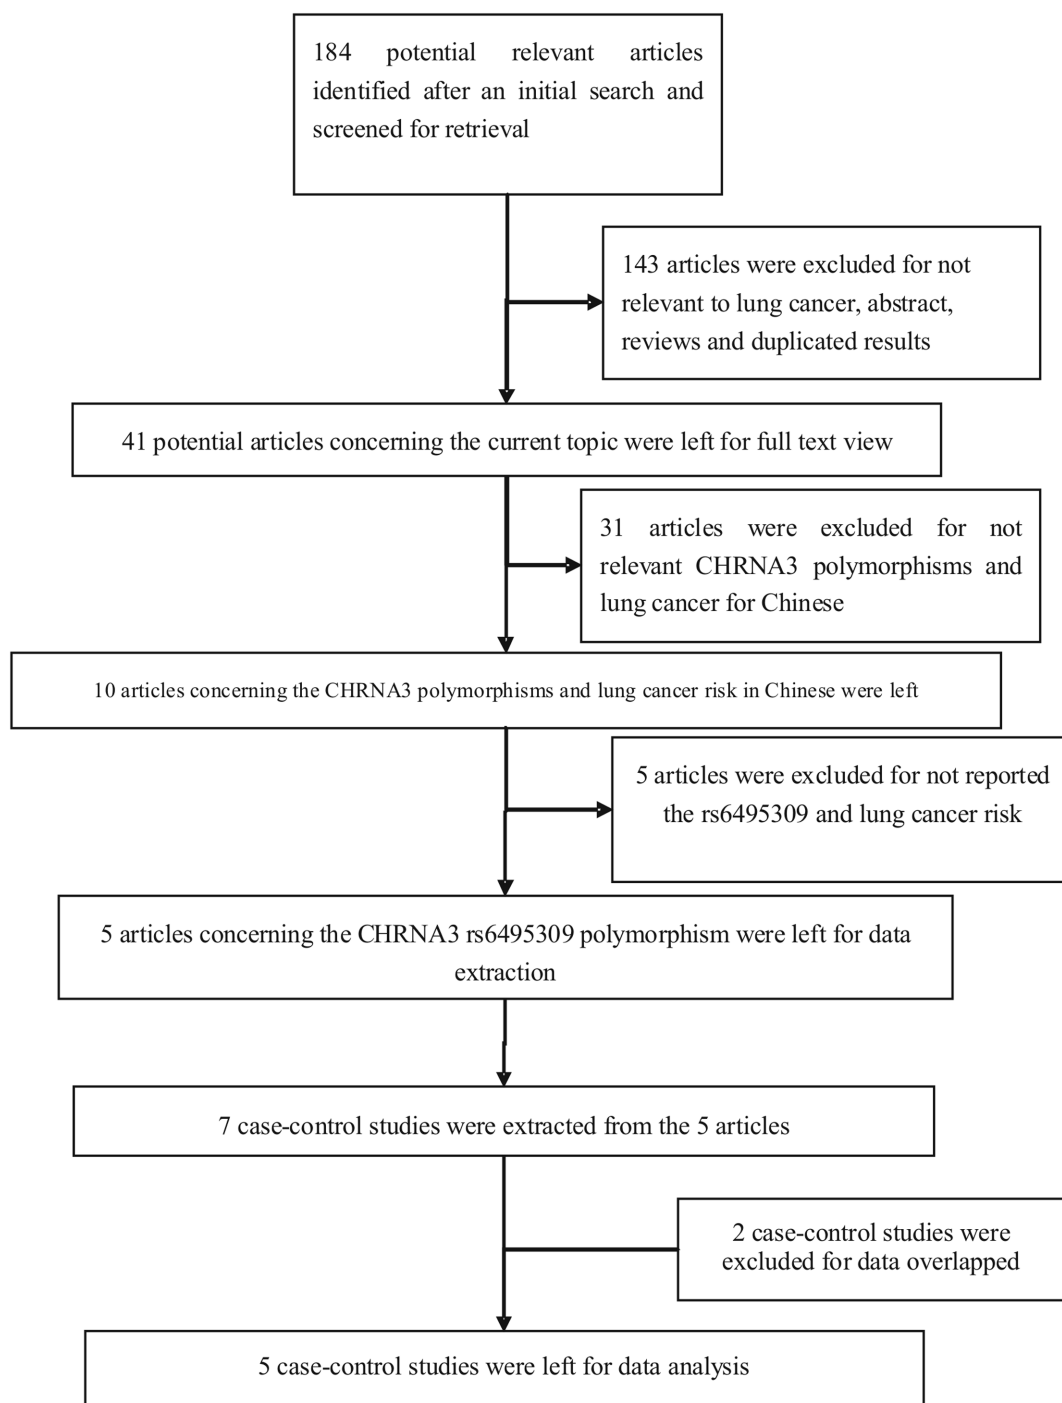 184 potential relevant articles
identified after an initial search and
screened for retrieval
143 articles were excluded for not
relevant to lung cancer, abstract,
reviews and duplicated results
41 potential articles concerning the current topic were left for full text view
31 articles were excluded for not
relevant CHRNA3 polymorphisms and
lung cancer for Chinese
10 articles concerning the CHRNA3 polymorphisms and lung cancer risk in Chinese were left
5 articles were excluded for not reported
the rs6495309 and lung cancer risk
5 articles concerning the CHRNA3 rs6495309 polymorphism were left for data
extraction
7 case-control studies were extracted from the 5 articles
2 case-control studies were
excluded for data overlapped
5 case-control studies were left for data analysis